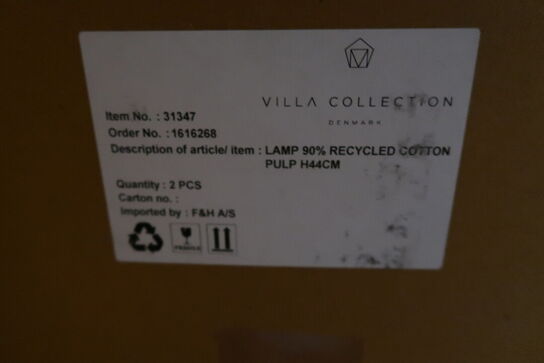 VILLA COLLECTION
DENMARK
Item No. : 31347
Order No. : 1616268
Description of article/ item : LAMP 90% RECYCLED COTTON
PULP H44CM
Quantity : 2 PCS
Carton no. :
Imported by : F&H A/S
FRAGILE